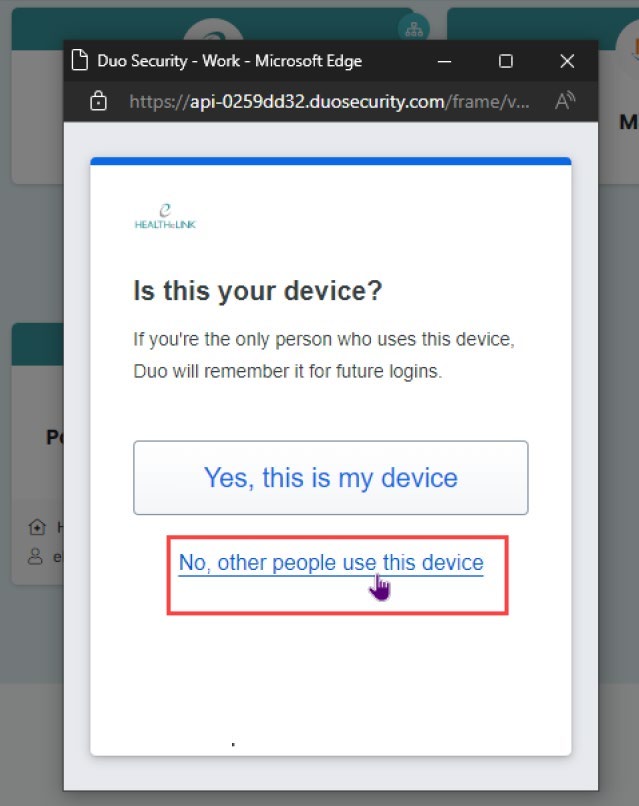 Duo Security - Work - Microsoft Edge
https://api-0259dd32.duosecurity.com/frame/v...
HEALTHeLINK
Is this your device?
If you're the only person who uses this device,
Duo will remember it for future logins.
Yes, this is my device
No, other people use this device